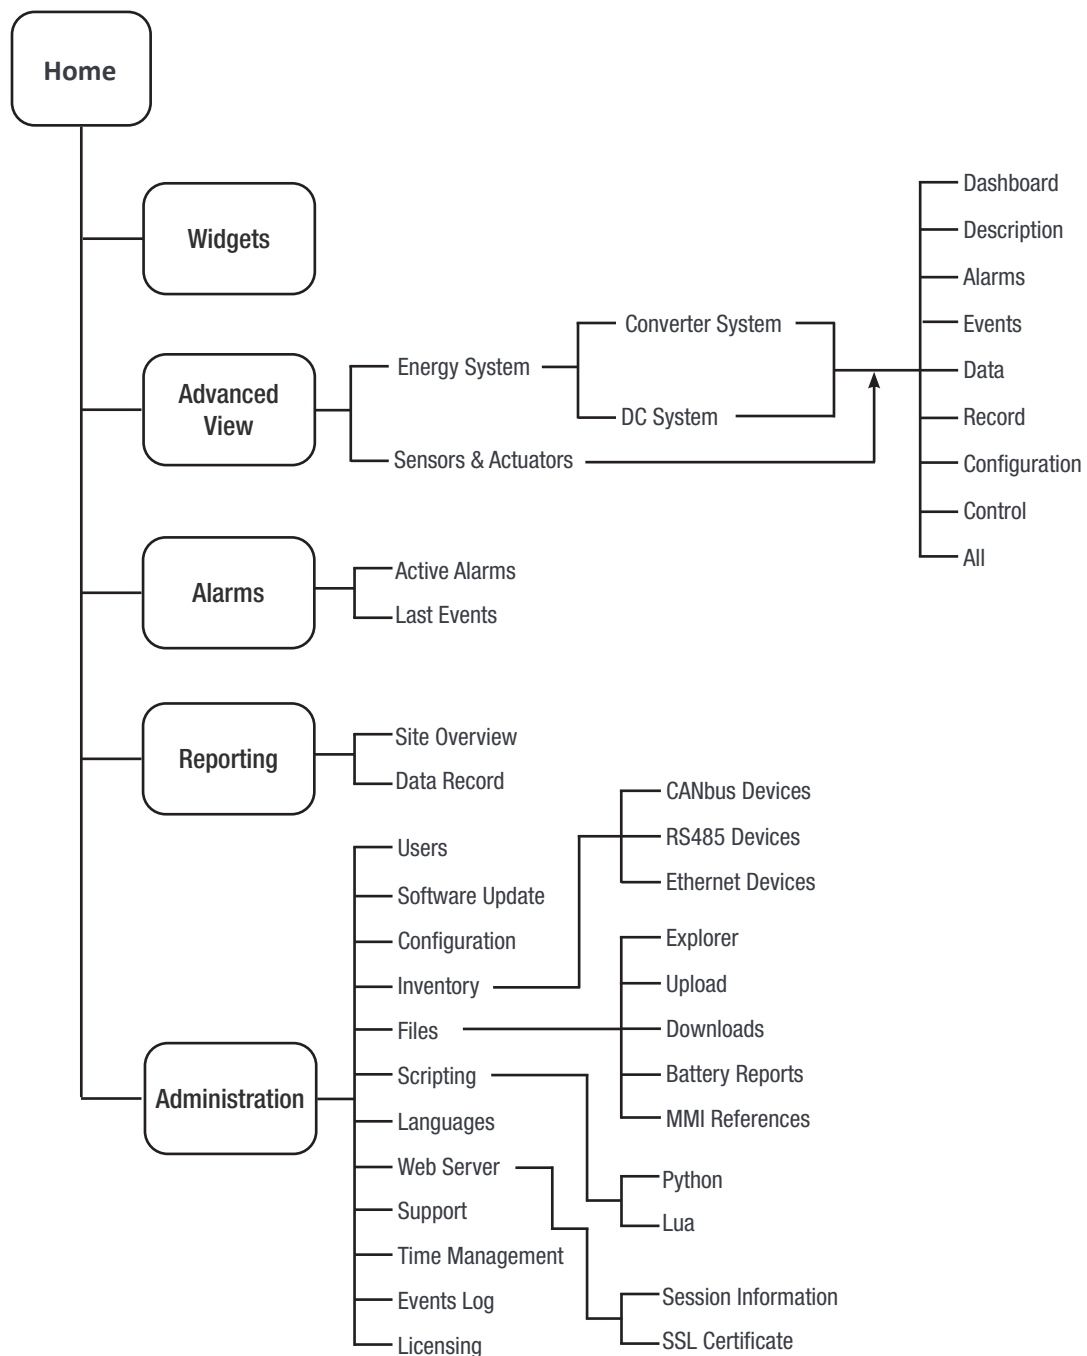 Home
Widgets
Advanced
View
Energy System
Sensors & Actuators
Converter System
DC System
Dashboard
Description
Alarms
Events
Data
Record
Configuration
Control
All
Alarms
Active Alarms
Last Events
Reporting
Site Overview
Data Record
Administration
Users
Software Update
Configuration
Inventory
Files
Scripting
Languages
Web Server
Support
Time Management
Events Log
Licensing
CANbus Devices
RS485 Devices
Ethernet Devices
Explorer
Upload
Downloads
Battery Reports
MMI References
Python
Lua
Session Information
SSL Certificate